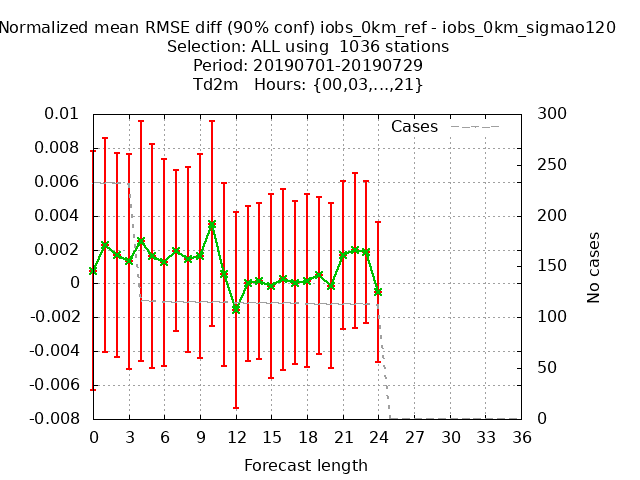 Normalized mean RMSE diff (90% conf) iobs_0km_ref - iobs_0km_sigmao120
Selection: ALL using  1036 stations
Period: 20190701-20190729
Td2m   Hours: {00,03,...,21}
Cases
0.01
0.008
0.006
0.004
0.002
0
-0.002
-0.004
-0.006
-0.008
300
250
200
150
100
50
0
No cases
0 3 6 9 12 15 18 21 24 27 30 33 36
Forecast length